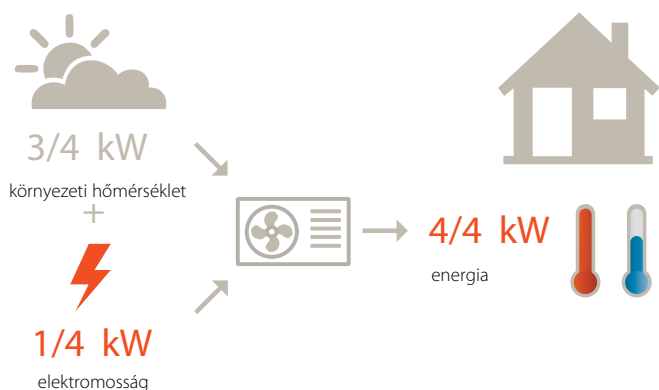 3/4 kW
környezeti hőmérséklet
+
1/4 kW
elektromosság
4/4 kW
energia